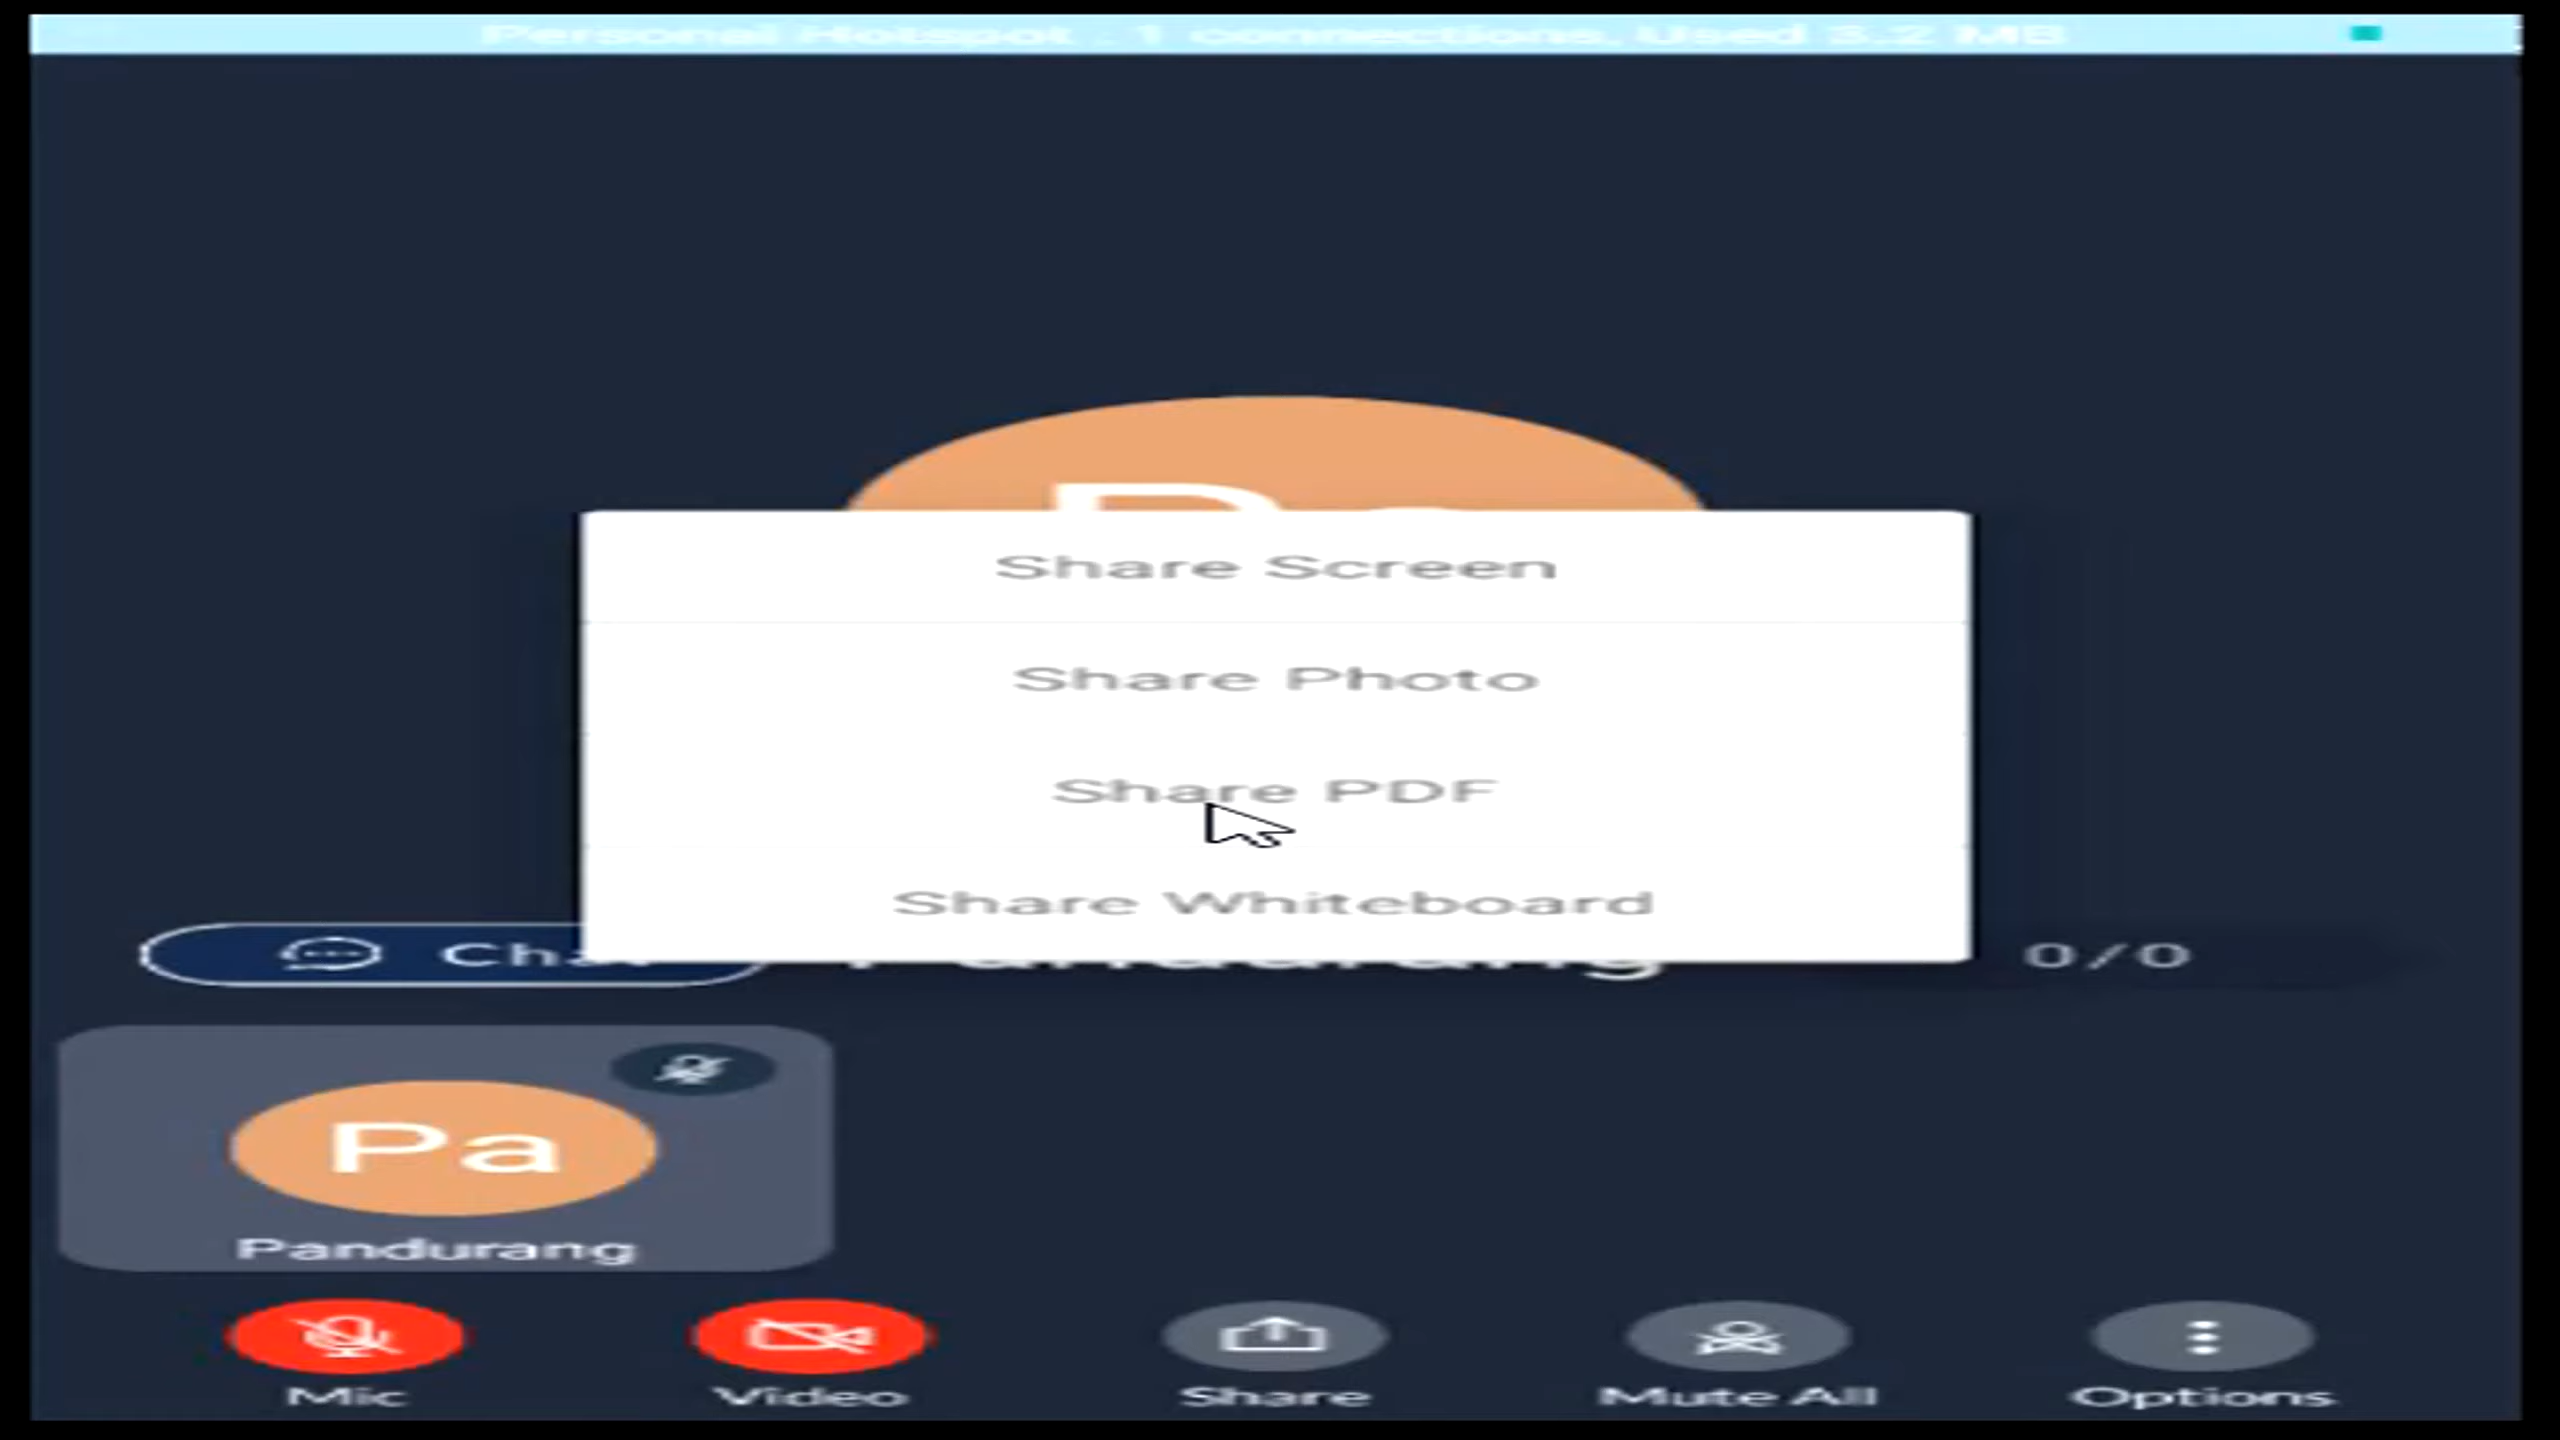 Personal Hotspot : 1 connections, Used 3.2 MB
Share Screen
Share Photo
Share PDF
Share Whiteboard
0/0
Pa
Pandurang
Mic
Video
Share
Mute All
Options